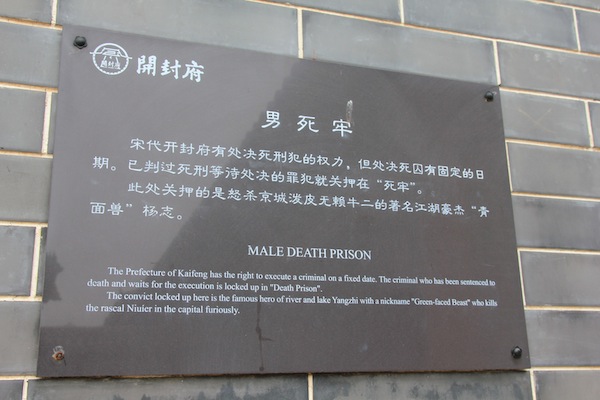 開封府
男死牢
宋代开封府有处决死刑犯的权力，但处决死囚有固定的日
期。已判过死刑等待处决的罪犯就关押在“死牢”。
此处关押的是怒杀京城泼皮无赖牛二的著名江湖豪杰“青
面兽”杨志。
MALE DEATH PRISON
The Prefecture of Kaifeng has the right to execute a criminal on a fixed date. The criminal who has been sentenced to
death and waits for the execution is locked up in "Death Prison".
The convict locked up here is the famous hero of river and lake Yangzhi with a nickname "Green-faced Beast" who kills
the rascal Niuier in the capital furiously.